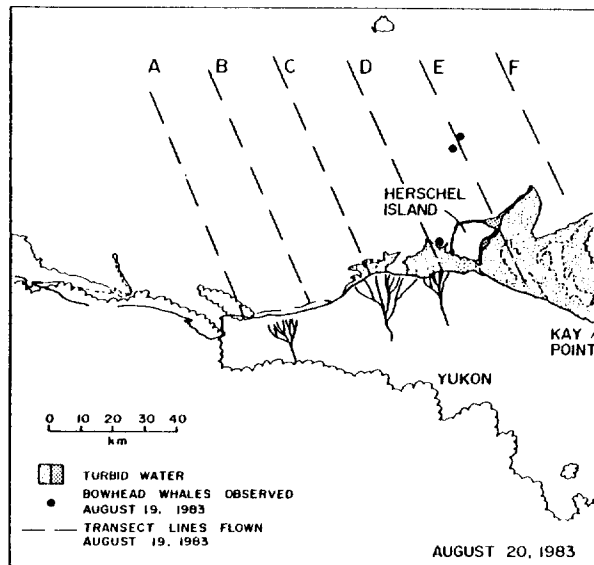 A B C D E F
HERSCHEL
ISLAND
KAY
POINT
YUKON
0 10 20 30 40
km
TURBID WATER
BOWHEAD WHALES OBSERVED
AUGUST 19, 1983
TRANSECT LINES FLOWN
AUGUST 19, 1983
AUGUST 20, 1983